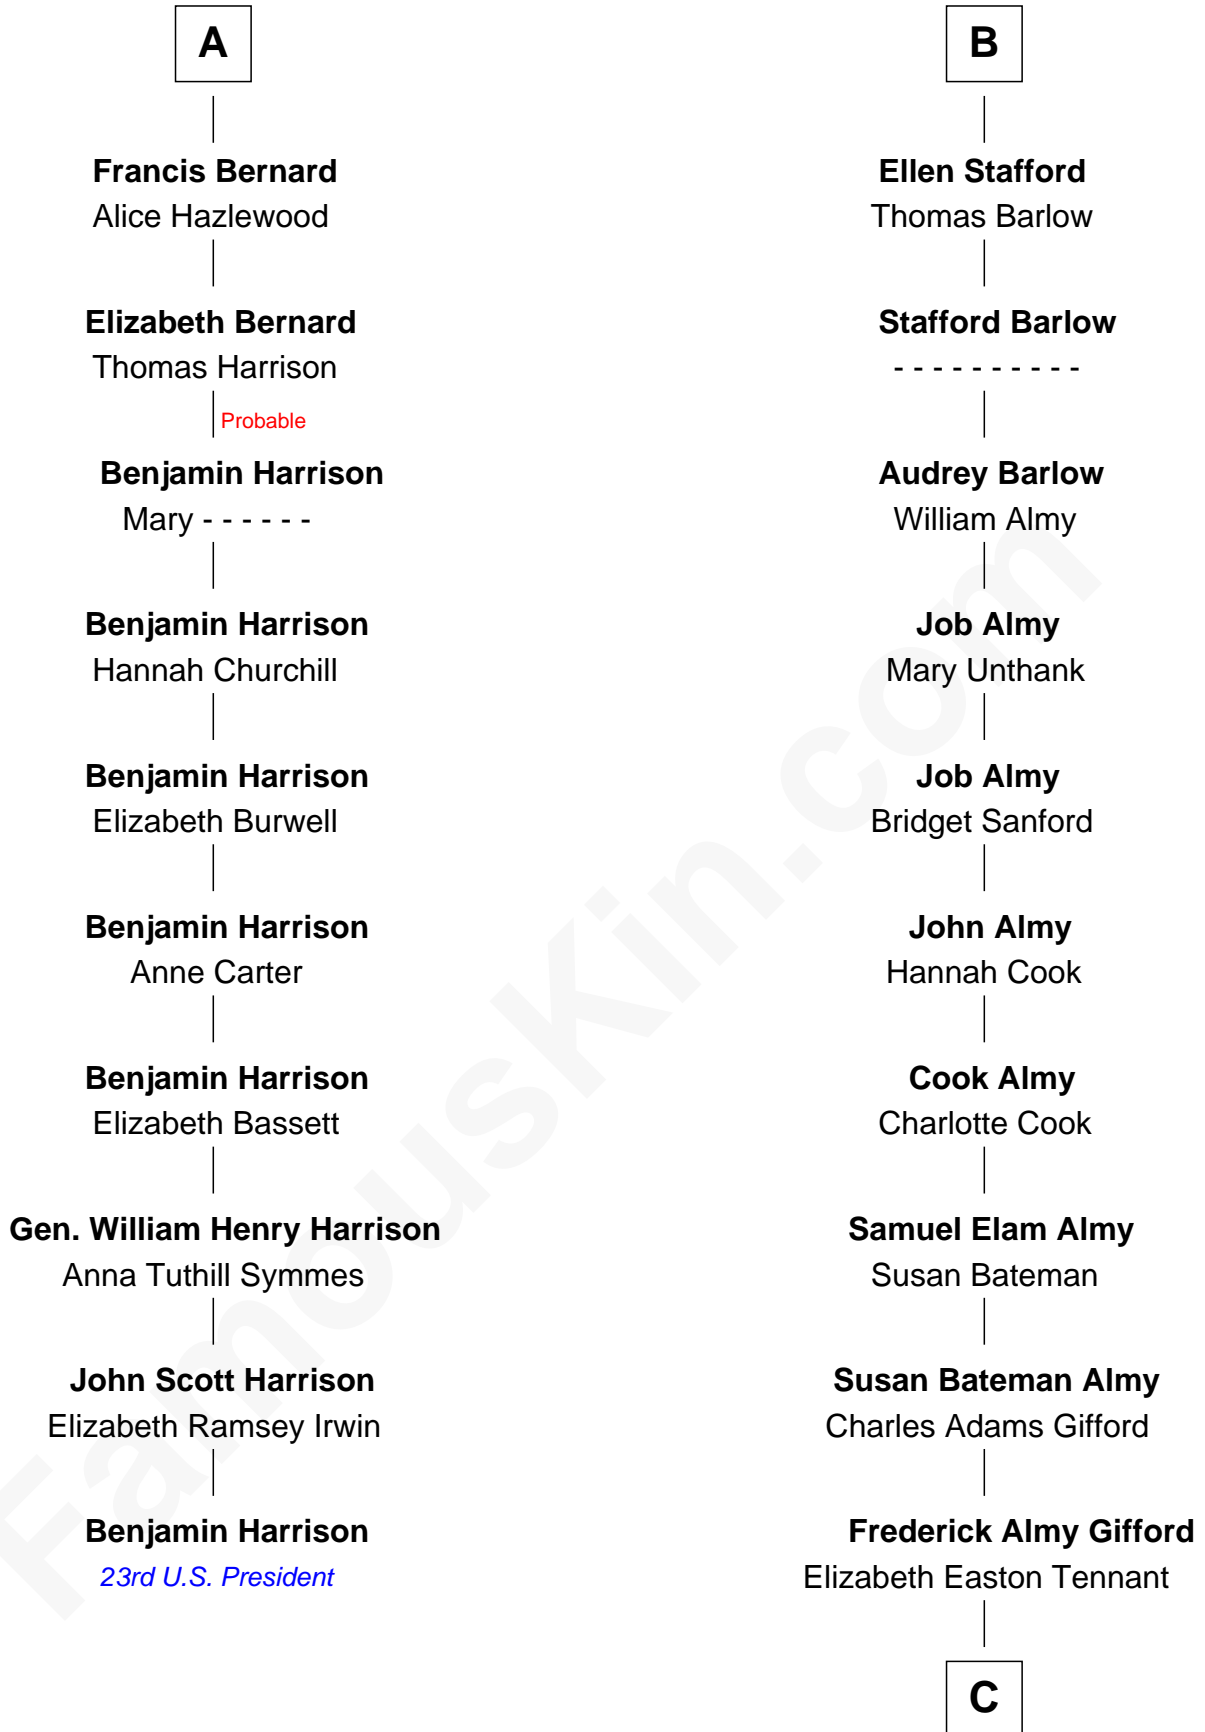 A
Francis Bernard
Alice Hazlewood
Elizabeth Bernard
Thomas Harrison
Probable
Benjamin Harrison
Mary - - - - - -
Benjamin Harrison
Hannah Churchill
Benjamin Harrison
Elizabeth Burwell
Benjamin Harrison
Anne Carter
Benjamin Harrison
Elizabeth Bassett
Gen. William Henry Harrison
Anna Tuthill Symmes
John Scott Harrison
Elizabeth Ramsey Irwin
Benjamin Harrison
23rd U.S. President
B
Ellen Stafford
Thomas Barlow
Stafford Barlow
- - - - - - - - - -
Audrey Barlow
William Almy
Job Almy
Mary Unthank
Job Almy
Bridget Sanford
John Almy
Hannah Cook
Cook Almy
Charlotte Cook
Samuel Elam Almy
Susan Bateman
Susan Bateman Almy
Charles Adams Gifford
Frederick Almy Gifford
Elizabeth Easton Tennant
C
FamousKin.com